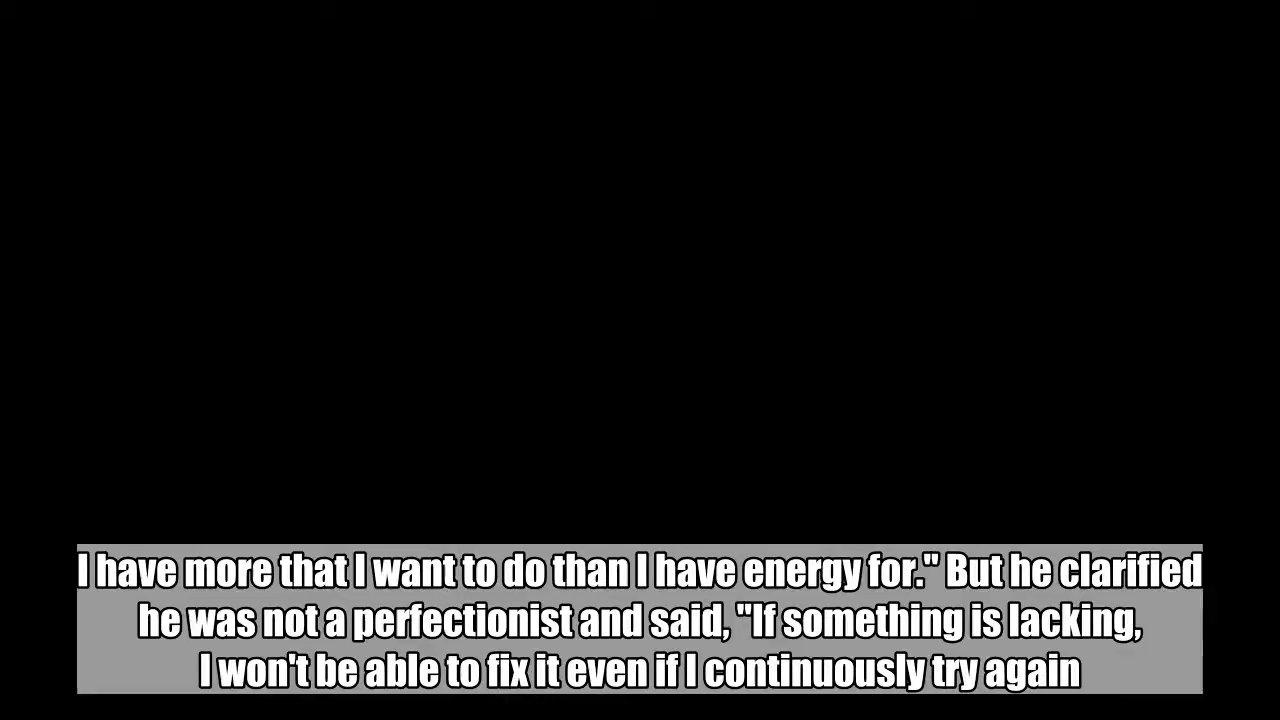 I have more that I want to do than I have energy for." But he clarified
he was not a perfectionist and said, "If something is lacking,
I won't be able to fix it even if I continuously try again